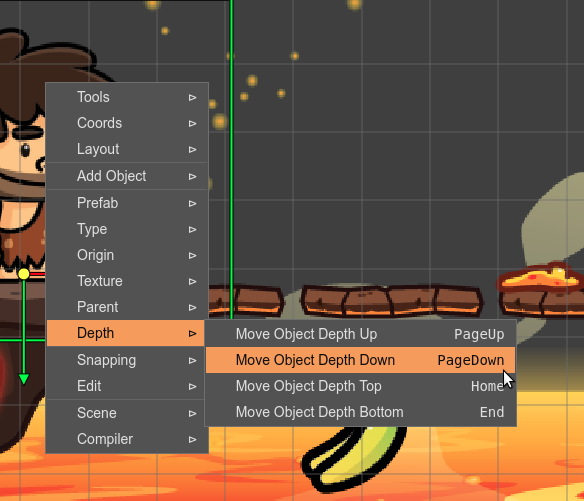 Tools
Coords
Layout
Add Object
Prefab
Type
Origin
Texture
Parent
Depth
Snapping
Edit
Scene
Compiler
Move Object Depth Up PageUp
Move Object Depth Down PageDown
Move Object Depth Top Home
Move Object Depth Bottom End